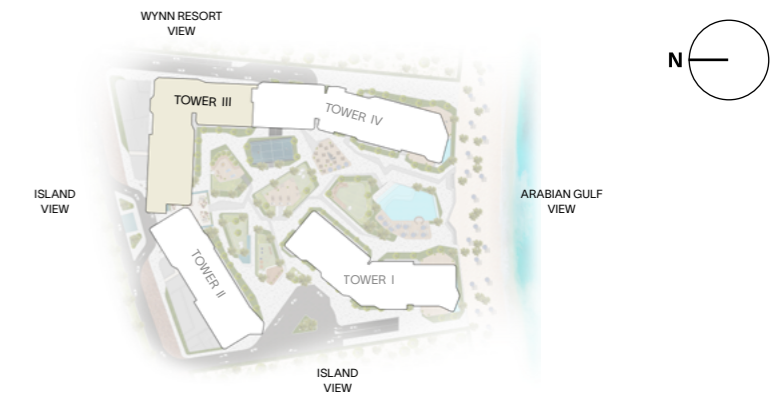 WYNN RESORT
VIEW
N
TOWER III
TOWER IV
ISLAND
VIEW
ARABIAN GULF
VIEW
TOWER II
TOWER I
ISLAND
VIEW